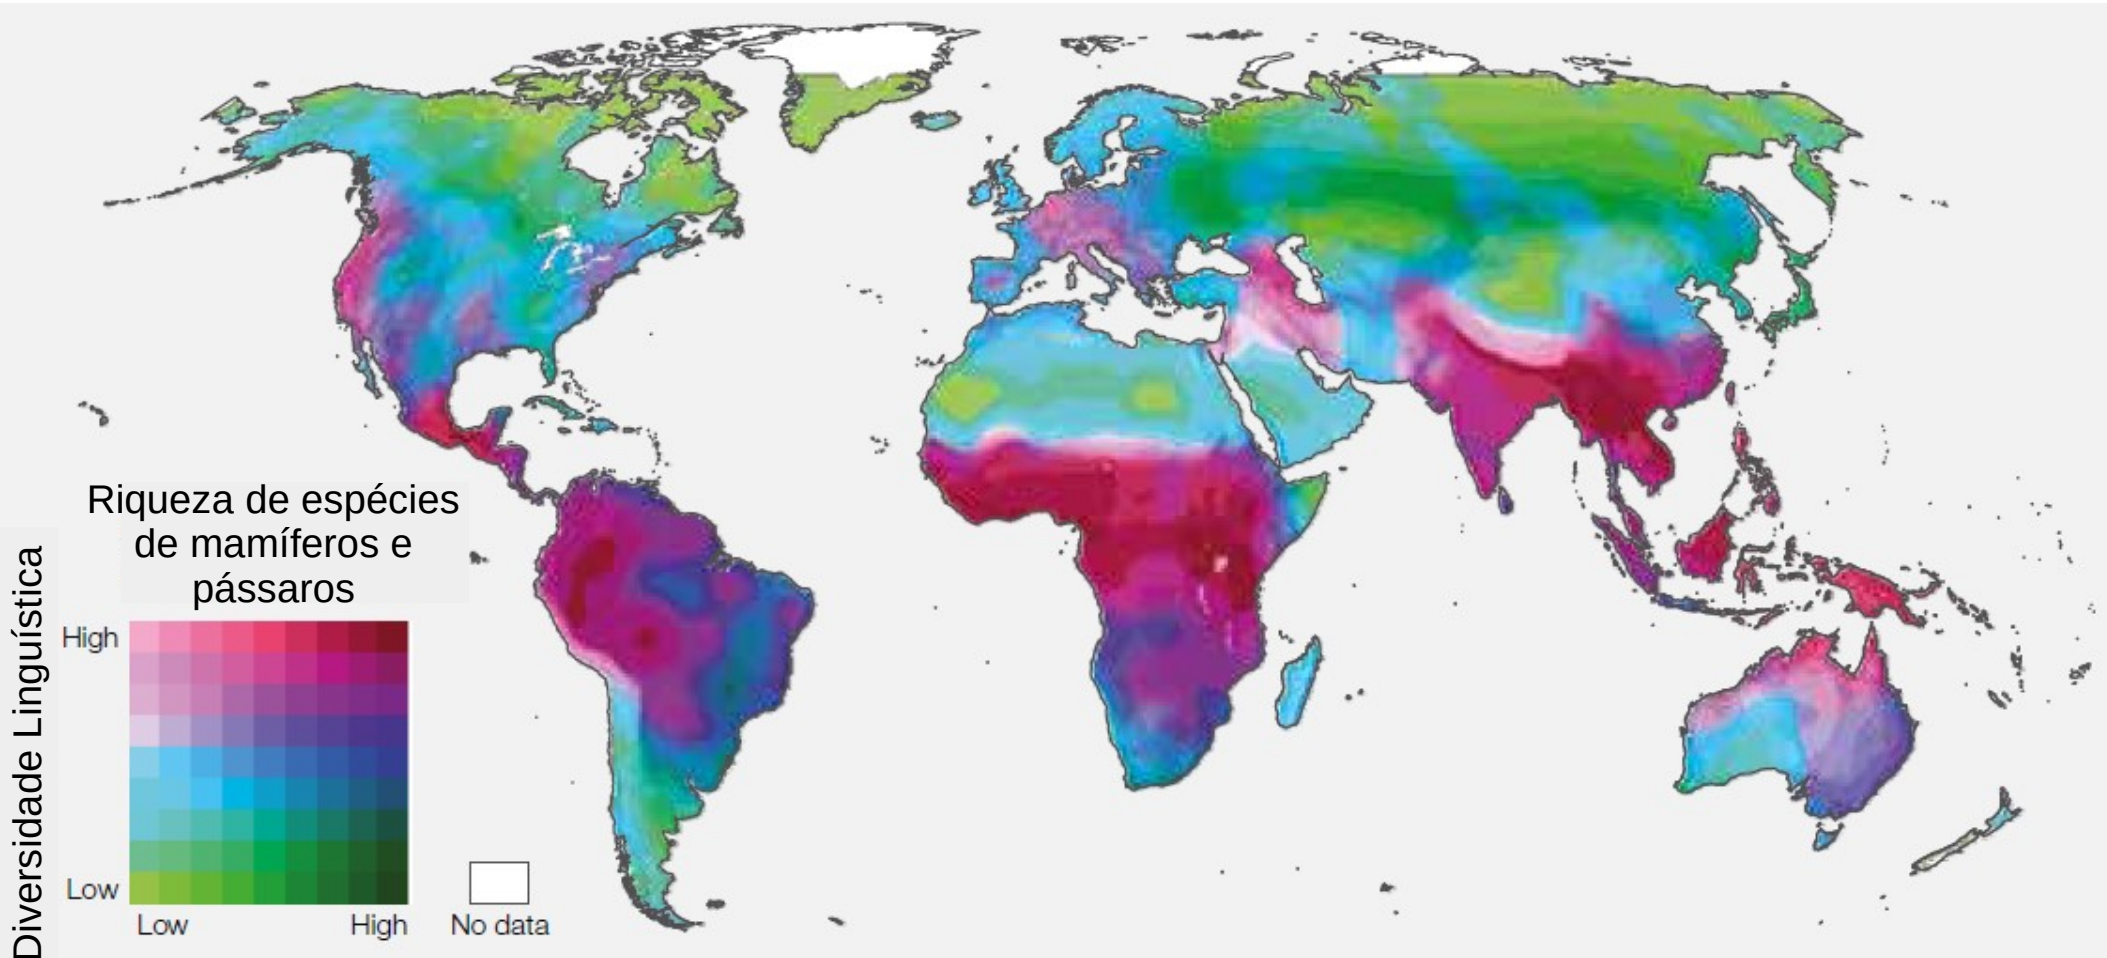 Riqueza de espécies
de mamíferos e
pássaros
Diversidade Linguística
High
Low
Low High
No data